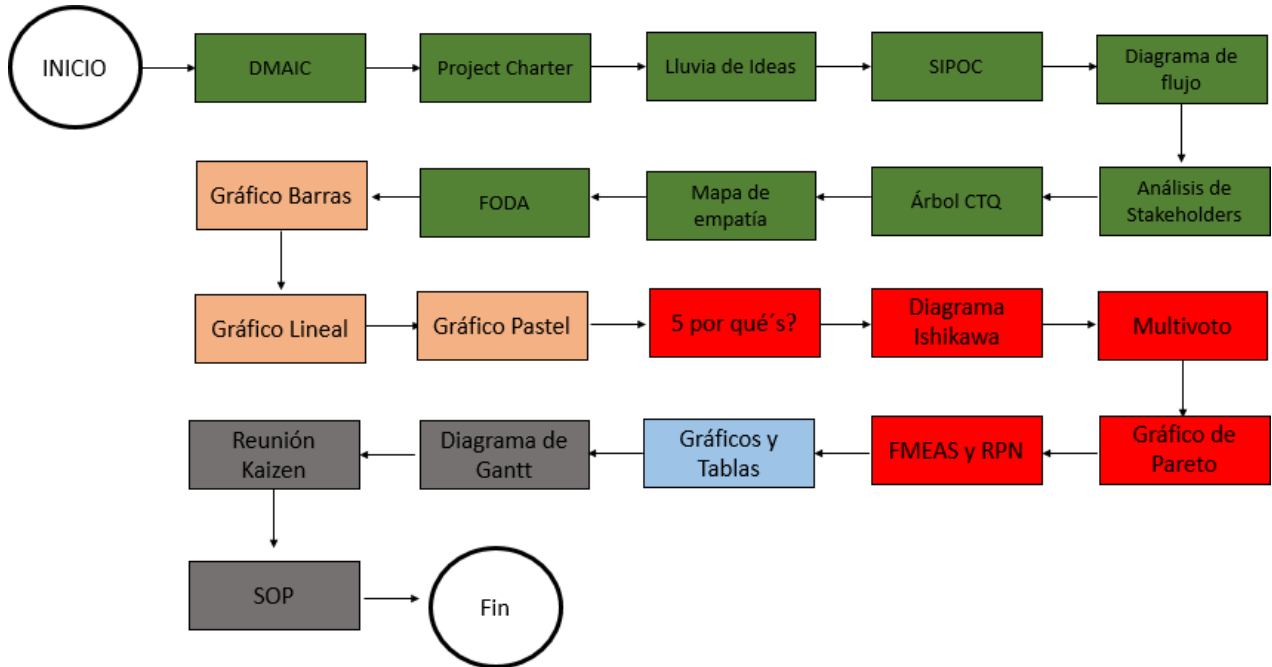 INICIO
DMAIC
Project Charter
Lluvia de Ideas
SIPOC
Diagrama de
flujo
Análisis de
Stakeholders
Árbol CTQ
Mapa de
empatía
FODA
Gráfico Barras
Gráfico Lineal
Gráfico Pastel
5 por qué´s?
Diagrama
Ishikawa
Multivoto
Gráfico de
Pareto
FMEAS y RPN
Gráficos y
Tablas
Diagrama de
Gantt
Reunión
Kaizen
SOP
Fin